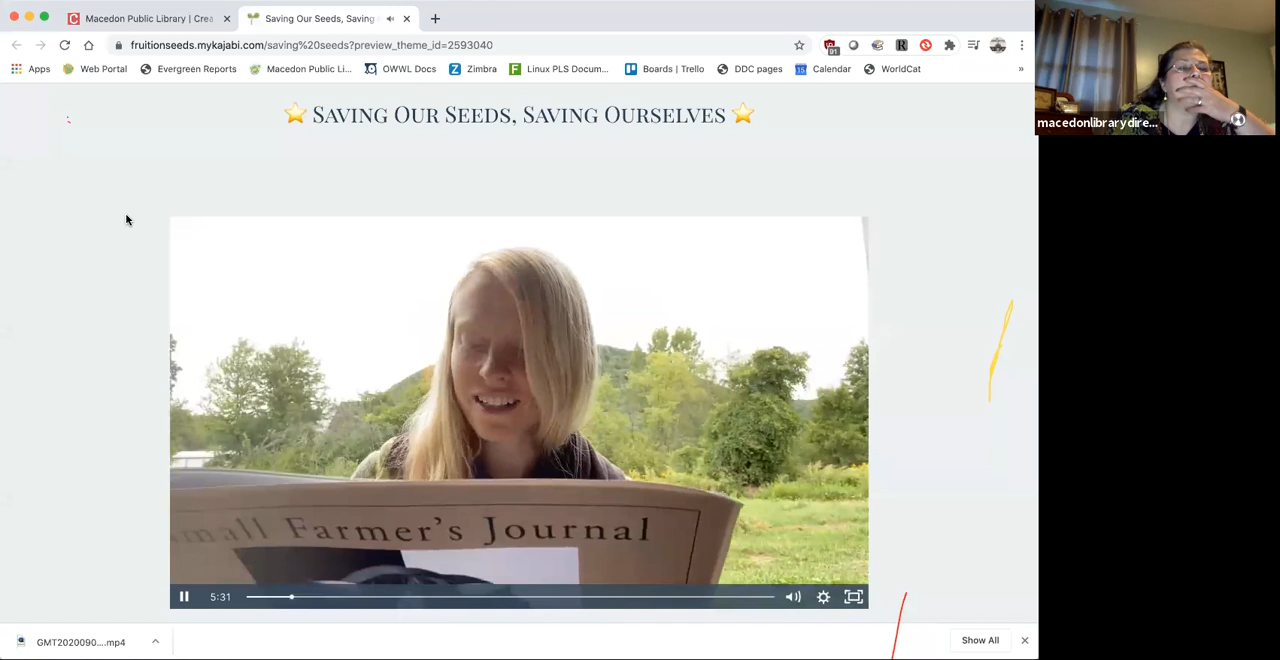 Macedon Public Library | Crea
Saving Our Seeds, Saving
fruitionseeds.mykajabi.com/saving%20seeds?preview_theme_id=2593040
91
R
Apps
Web Portal
Evergreen Reports
Macedon Public Li...
OWWL Docs
Zimbra
Linux PLS Docum...
Boards | Trello
DDC pages
Calendar
WorldCat
»
SAVING OUR SEEDS, SAVING OURSELVES
macedonlibrarydire...
Small Farmer's Journal
5:31
GMT2020090....mp4
Show All